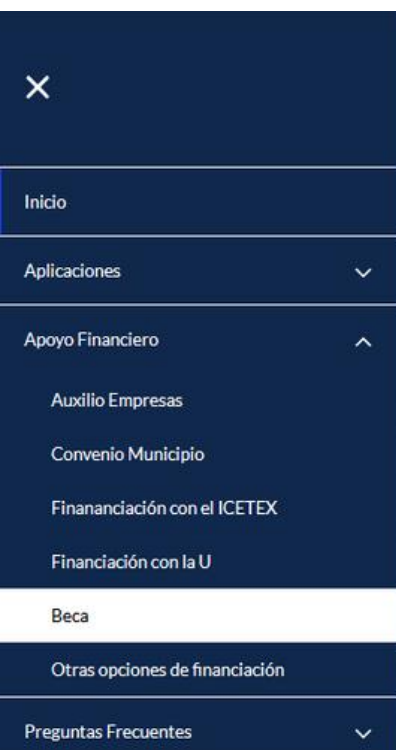 Inicio
Aplicaciones
Apoyo Financiero
Auxilio Empresas
Convenio Municipio
Finananciación con el ICETEX
Financiación con la U
Beca
Otras opciones de financiación
Preguntas Frecuentes